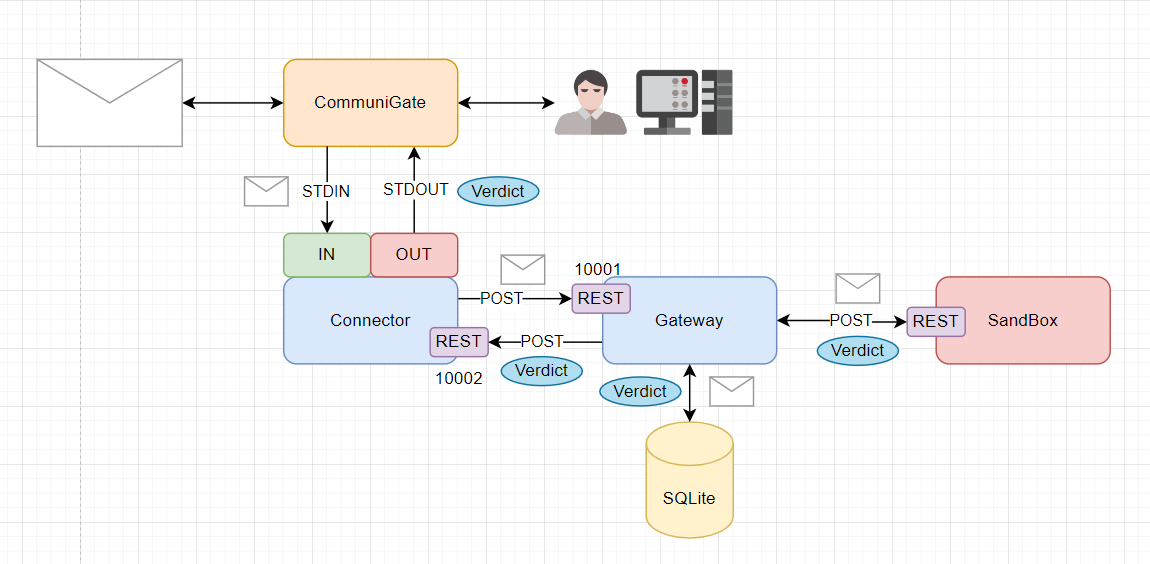 CommuniGate
STDIN
STDOUT
Verdict
IN
OUT
10001
POST
REST
Connector
Gateway
POST
REST
SandBox
REST
POST
Verdict
10002
Verdict
Verdict
SQLite